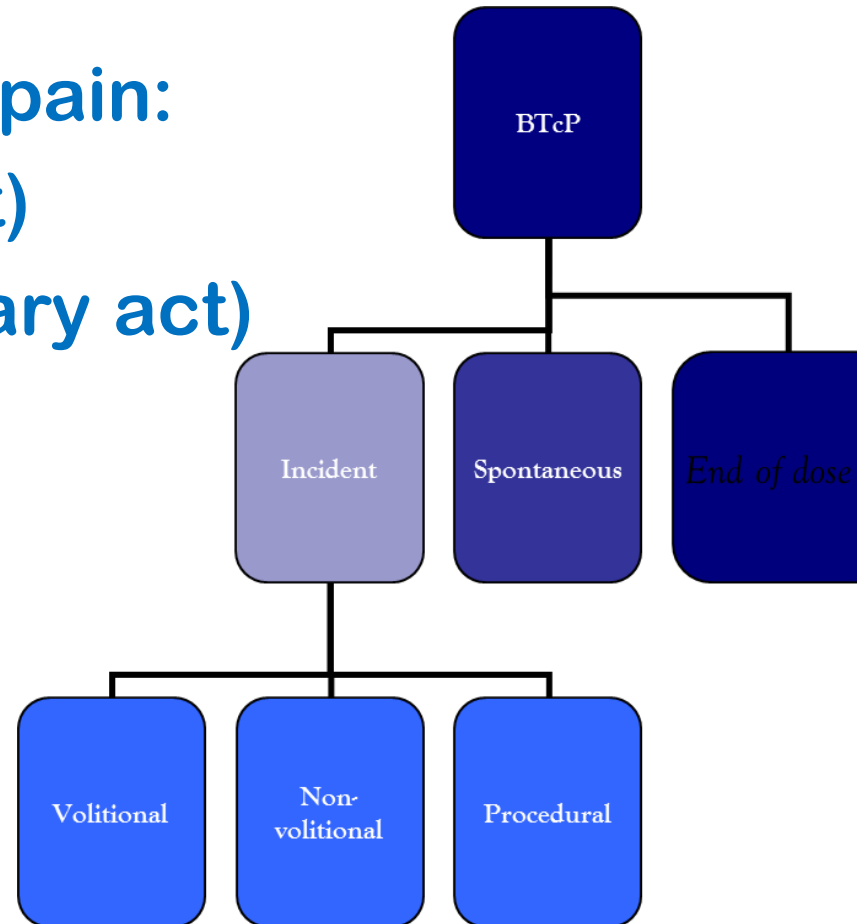 pain:
BTcP
t)
ary act)
Incident
Spontaneous
End of dose
Volitional
Non-
volitional
Procedural